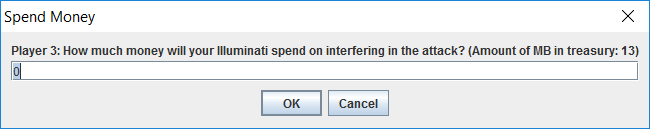 Spend Money
Player 3: How much money will your Illuminati spend on interfering in the attack? (Amount of MB in treasury: 13)
0
OK Cancel